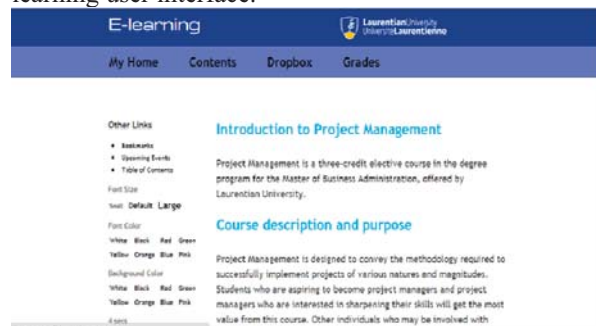 learning user interface.
E-learning
LaurentianUniversity
UniversitéLaurentienne
My Home Contents Dropbox Grades
Other Links
Bookmarks
Upcoming Events
Table of Contents
Font Size
Small Default Large
Font Color
White Black Red Green
Yellow Orange Blue Pink
Background Color
White Black Red Green
Yellow Orange Blue Pink
Introduction to Project Management
Project Management is a three-credit elective course in the degree
program for the Master of Business Administration, offered by
Laurentian University.
Course description and purpose
Project Management is designed to convey the methodology required to
successfully implement projects of various natures and magnitudes.
Students who are aspiring to become project managers and project
managers who are interested in sharpening their skills will get the most
value from this course. Other individuals who may be involved with